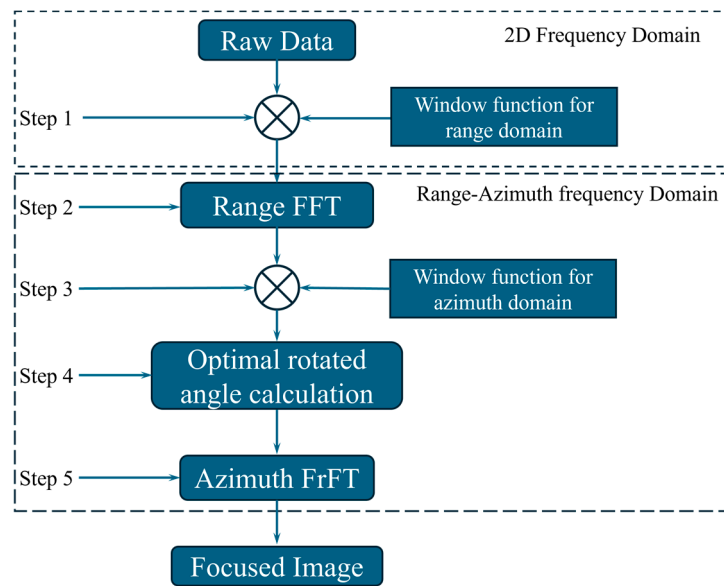 Raw Data
2D Frequency Domain
Step 1
Window function for
range domain
Range-Azimuth frequency Domain
Step 2
Range FFT
Step 3
Window function for
azimuth domain
Step 4
Optimal rotated
angle calculation
Step 5
Azimuth FrFT
Focused Image